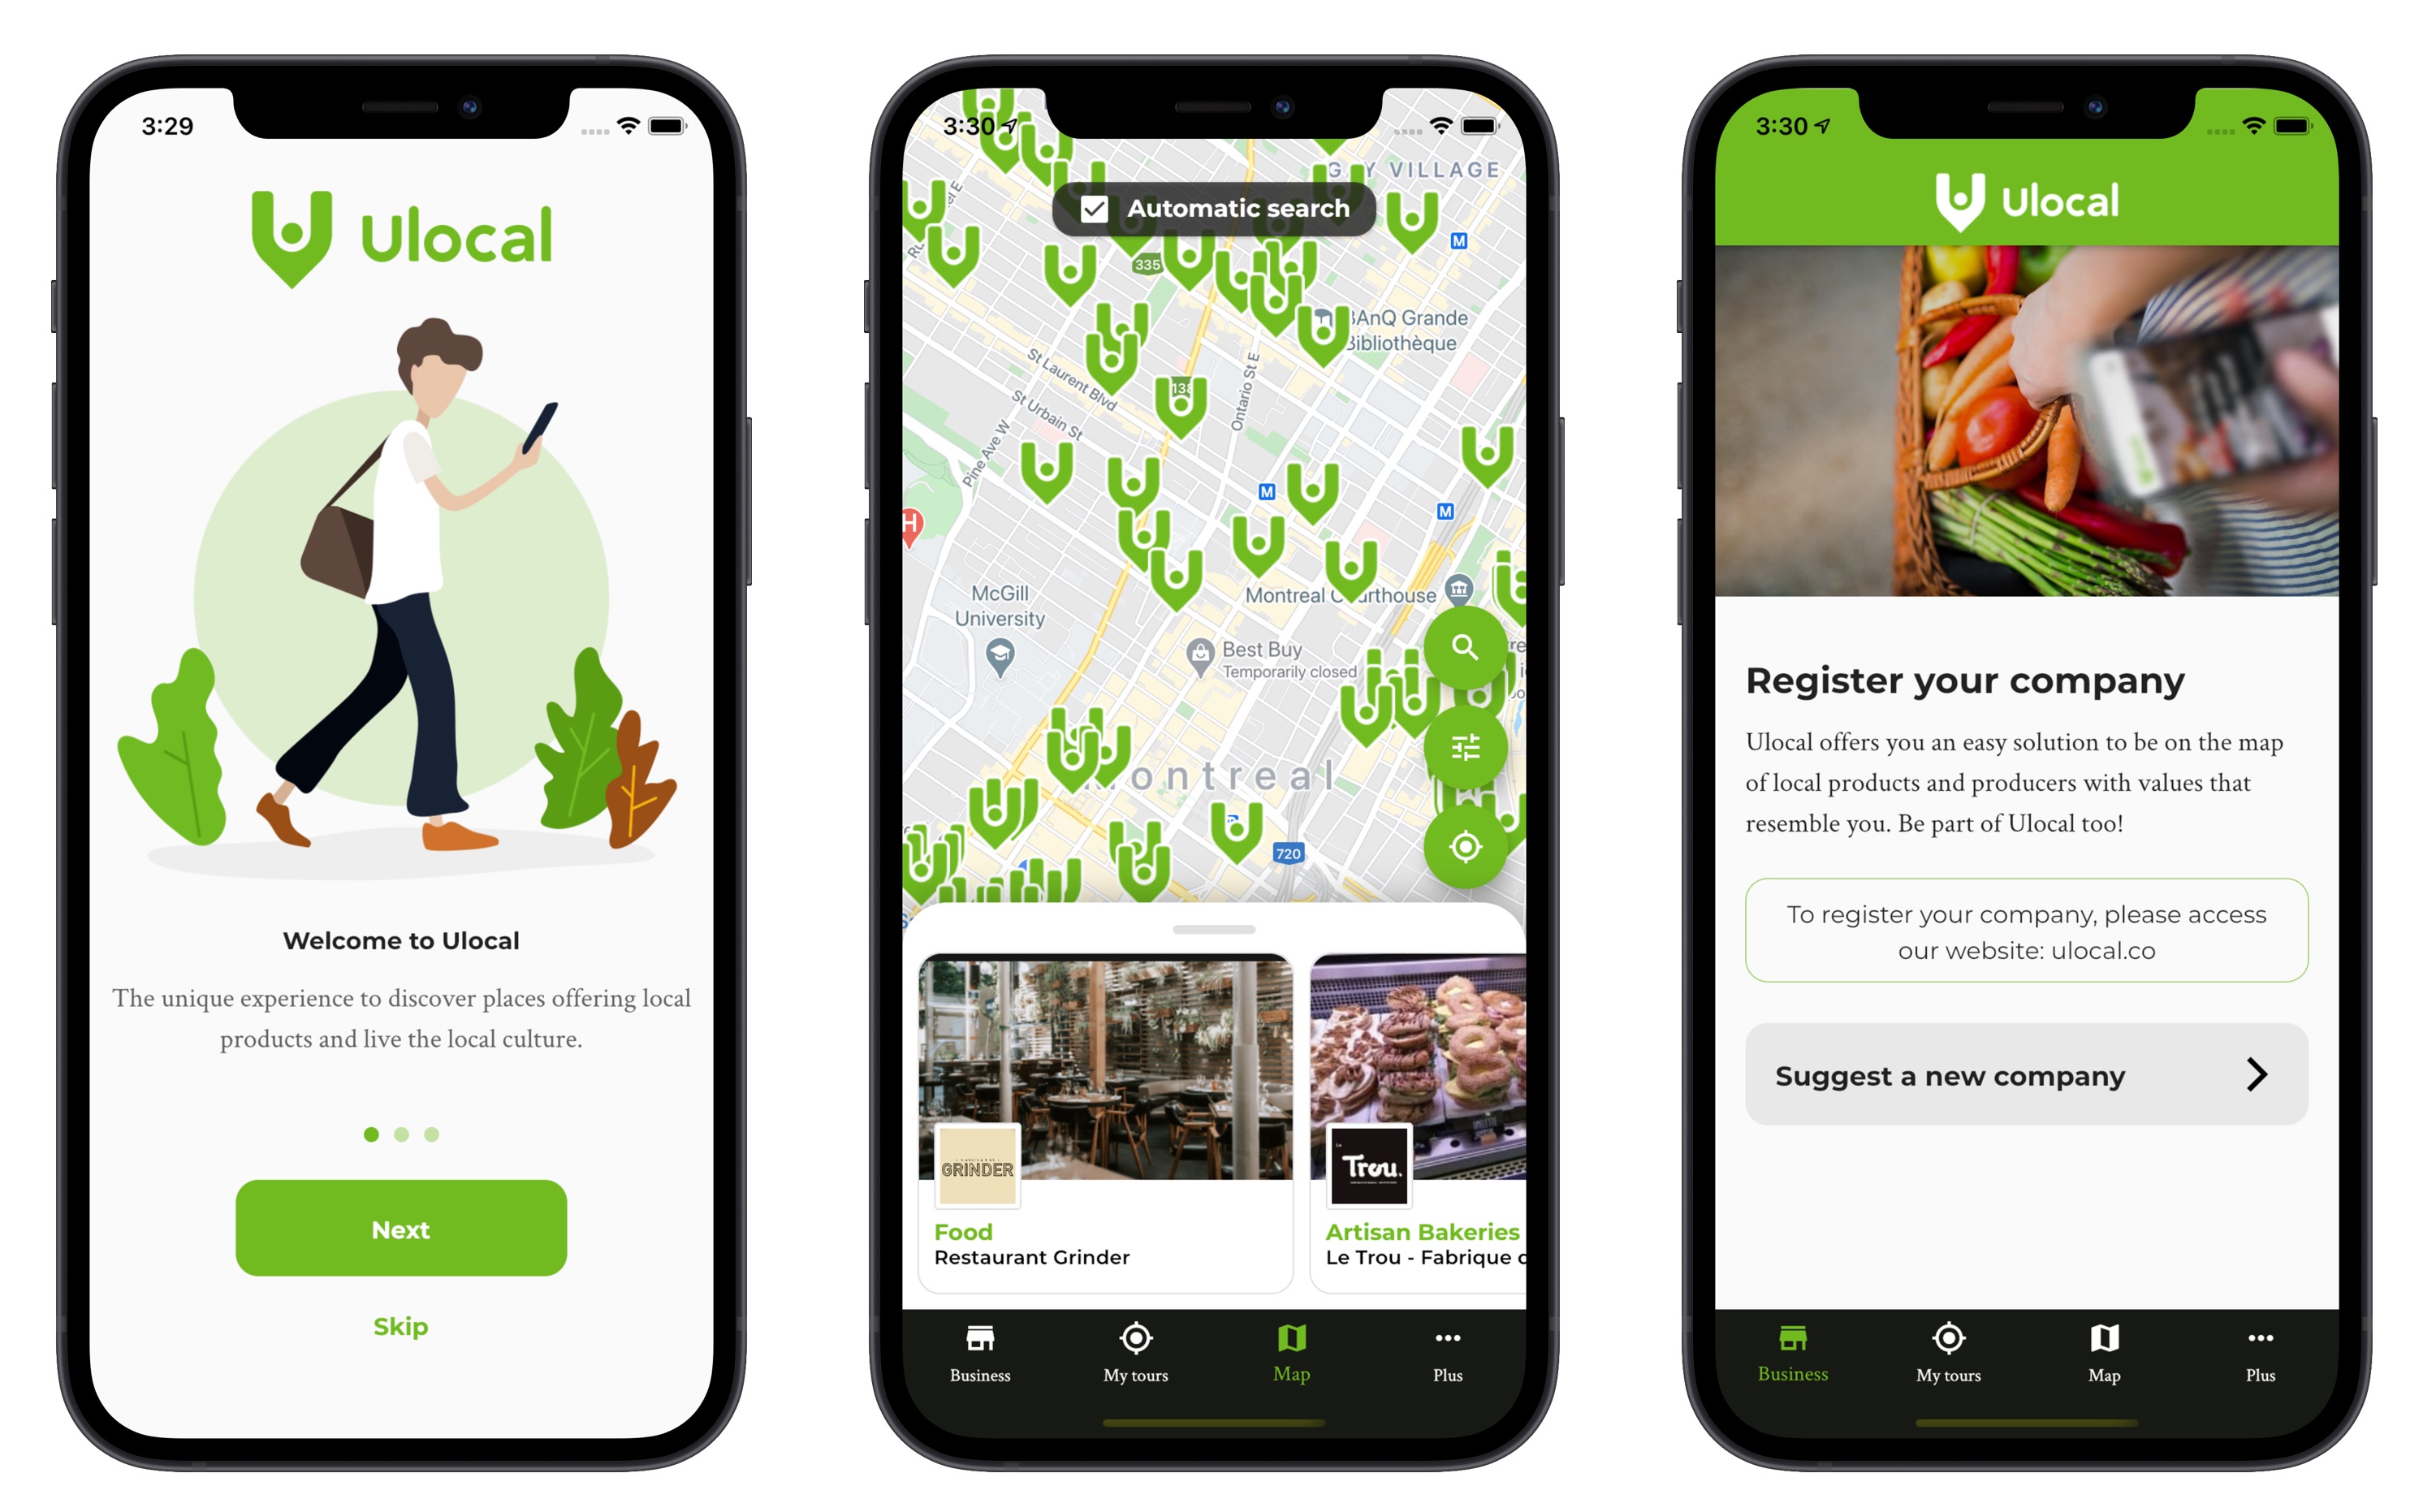 3:29
Ulocal
Welcome to Ulocal
The unique experience to discover places offering local
products and live the local culture.
Next
Skip
3:30
VILLAGE
Automatic search
M
335
BAnQ Grande
Bibliothèque
St Laurent Blvd
138
Ontario St E
St Urbain St
Pine Ave W
M
M
H
McGill
University
Montreal Courthouse
Best Buy
Temporarily closed
Montreal
720
GRINDER
Le
Trou.
Food
Restaurant Grinder
Artisan Bakeries
Le Trou - Fabrique
Business
My tours
Map
Plus
3:30
Ulocal
Register your company
Ulocal offers you an easy solution to be on the map
of local products and producers with values that
resemble you. Be part of Ulocal too!
To register your company, please access
our website: ulocal.co
Suggest a new company
Business
My tours
Map
Plus